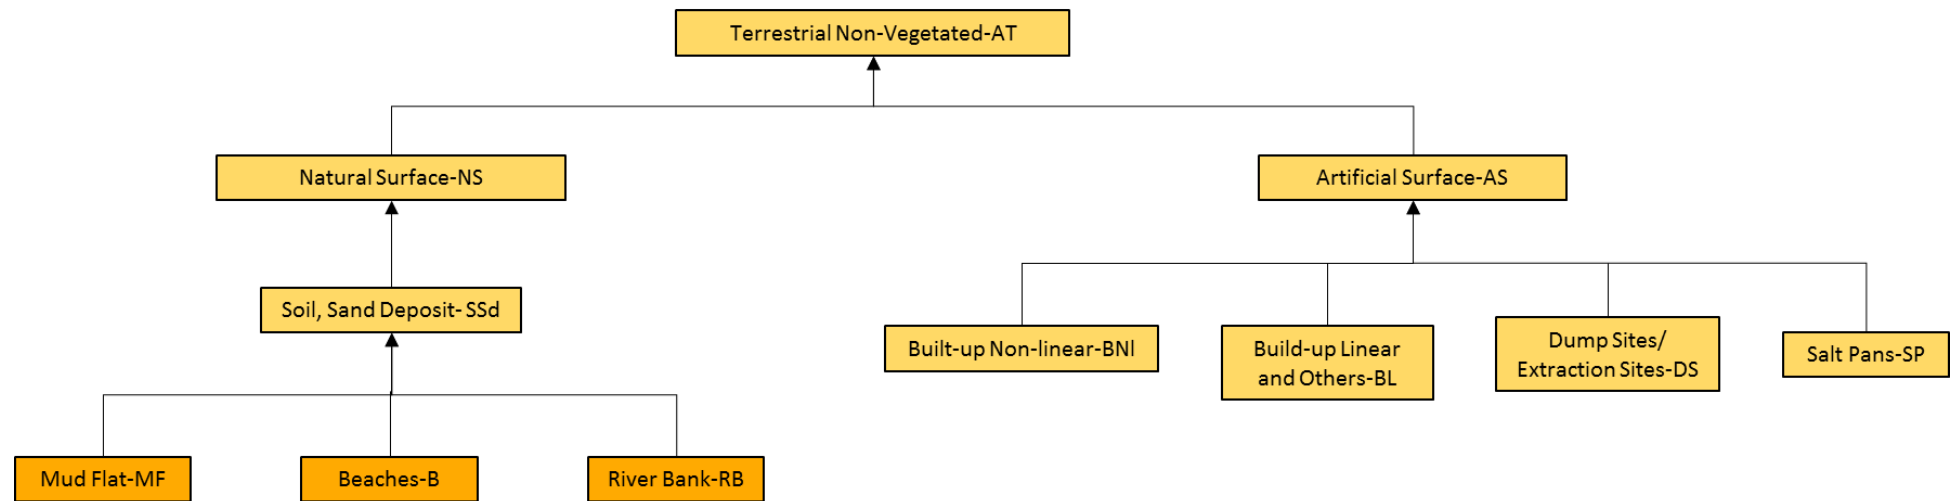 Terrestrial Non-Vegetated-AT
Natural Surface-NS
Artificial Surface-AS
Soil, Sand Deposit- SSd
Built-up Non-linear-BNl
Build-up Linear
and Others-BL
Dump Sites/
Extraction Sites-DS
Salt Pans-SP
Mud Flat-MF
Beaches-B
River Bank-RB